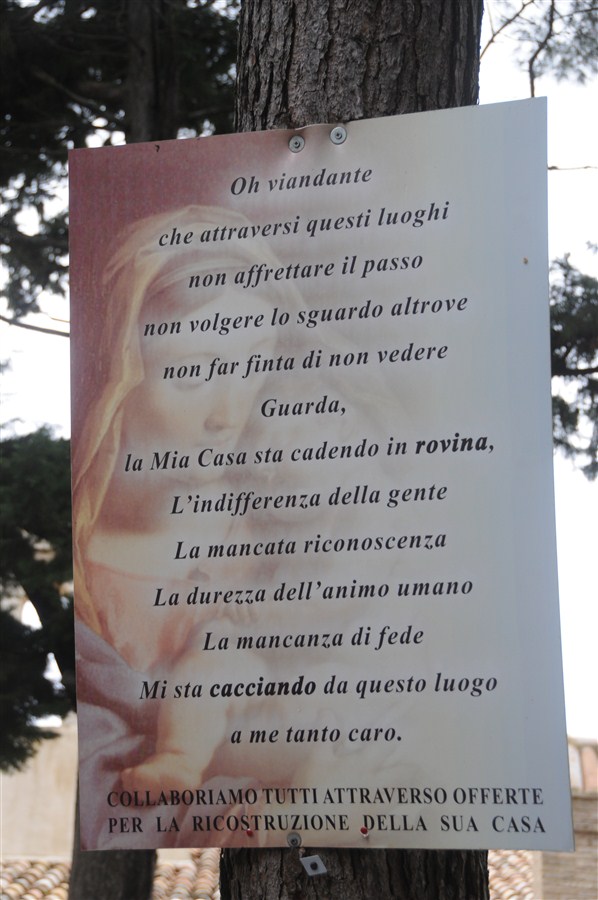 Oh viandante
che attraversi questi luoghi
non affrettare il passo
non volgere lo sguardo altrove
non far finta di non vedere
Guarda,
la Mia Casa sta cadendo in rovina,
L'indifferenza della gente
La mancata riconoscenza
La durezza dell'animo umano
La mancanza di fede
Mi sta cacciando da questo luogo
a me tanto caro.
COLLABORIAMO TUTTI ATTRAVERSO OFFERTE
PER LA RICOSTRUZIONE DELLA SUA CASA